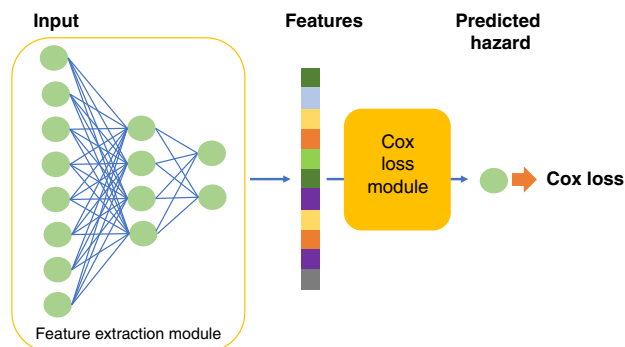 Input
Features
Predicted
hazard
Cox
loss
module
Cox loss
Feature extraction module